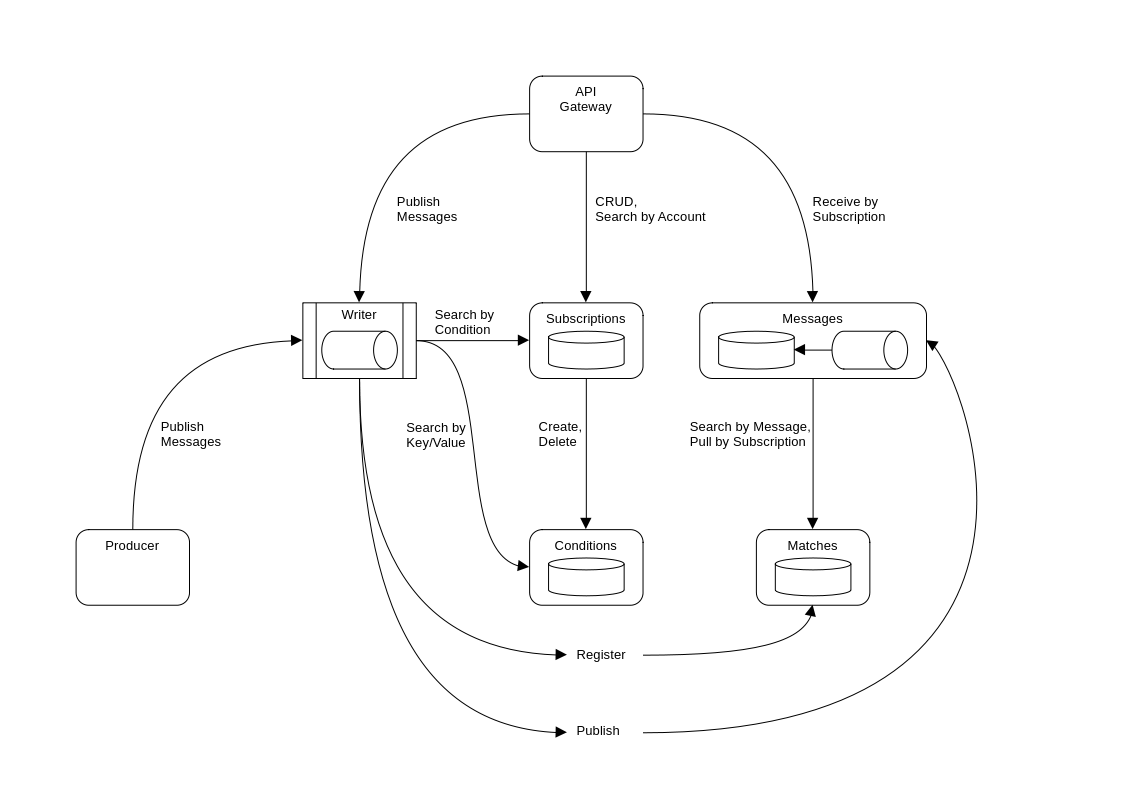 API
Gateway
Publish
Messages
CRUD,
Search by Account
Receive by
Subscription
Writer
Search by
Condition
Subscriptions
Messages
Publish
Messages
Search by
Key/Value
Create,
Delete
Search by Message,
Pull by Subscription
Producer
Conditions
Matches
Register
Publish